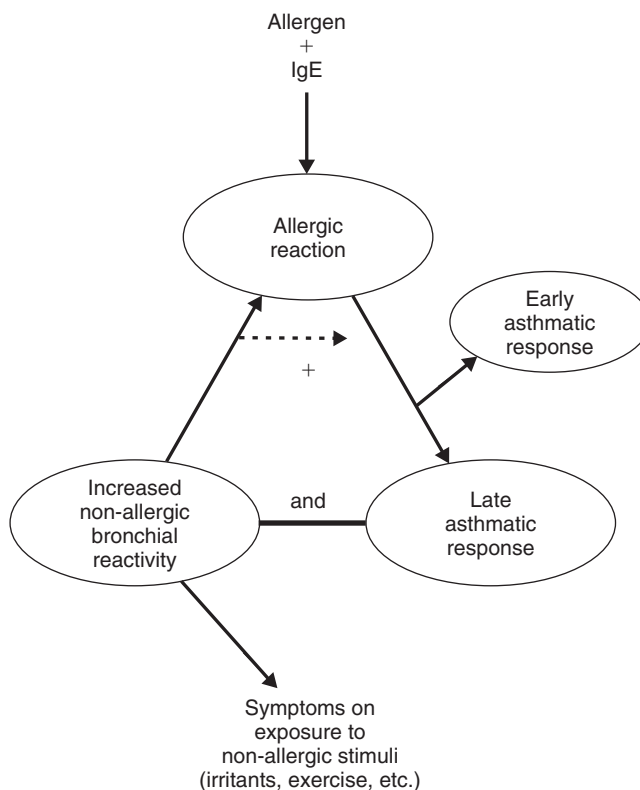 Allergen
+
IgE
Allergic
reaction
Early
asthmatic
response
+
Increased
non-allergic
bronchial
reactivity
and
Late
asthmatic
response
Symptoms on
exposure to
non-allergic stimuli
(irritants, exercise, etc.)